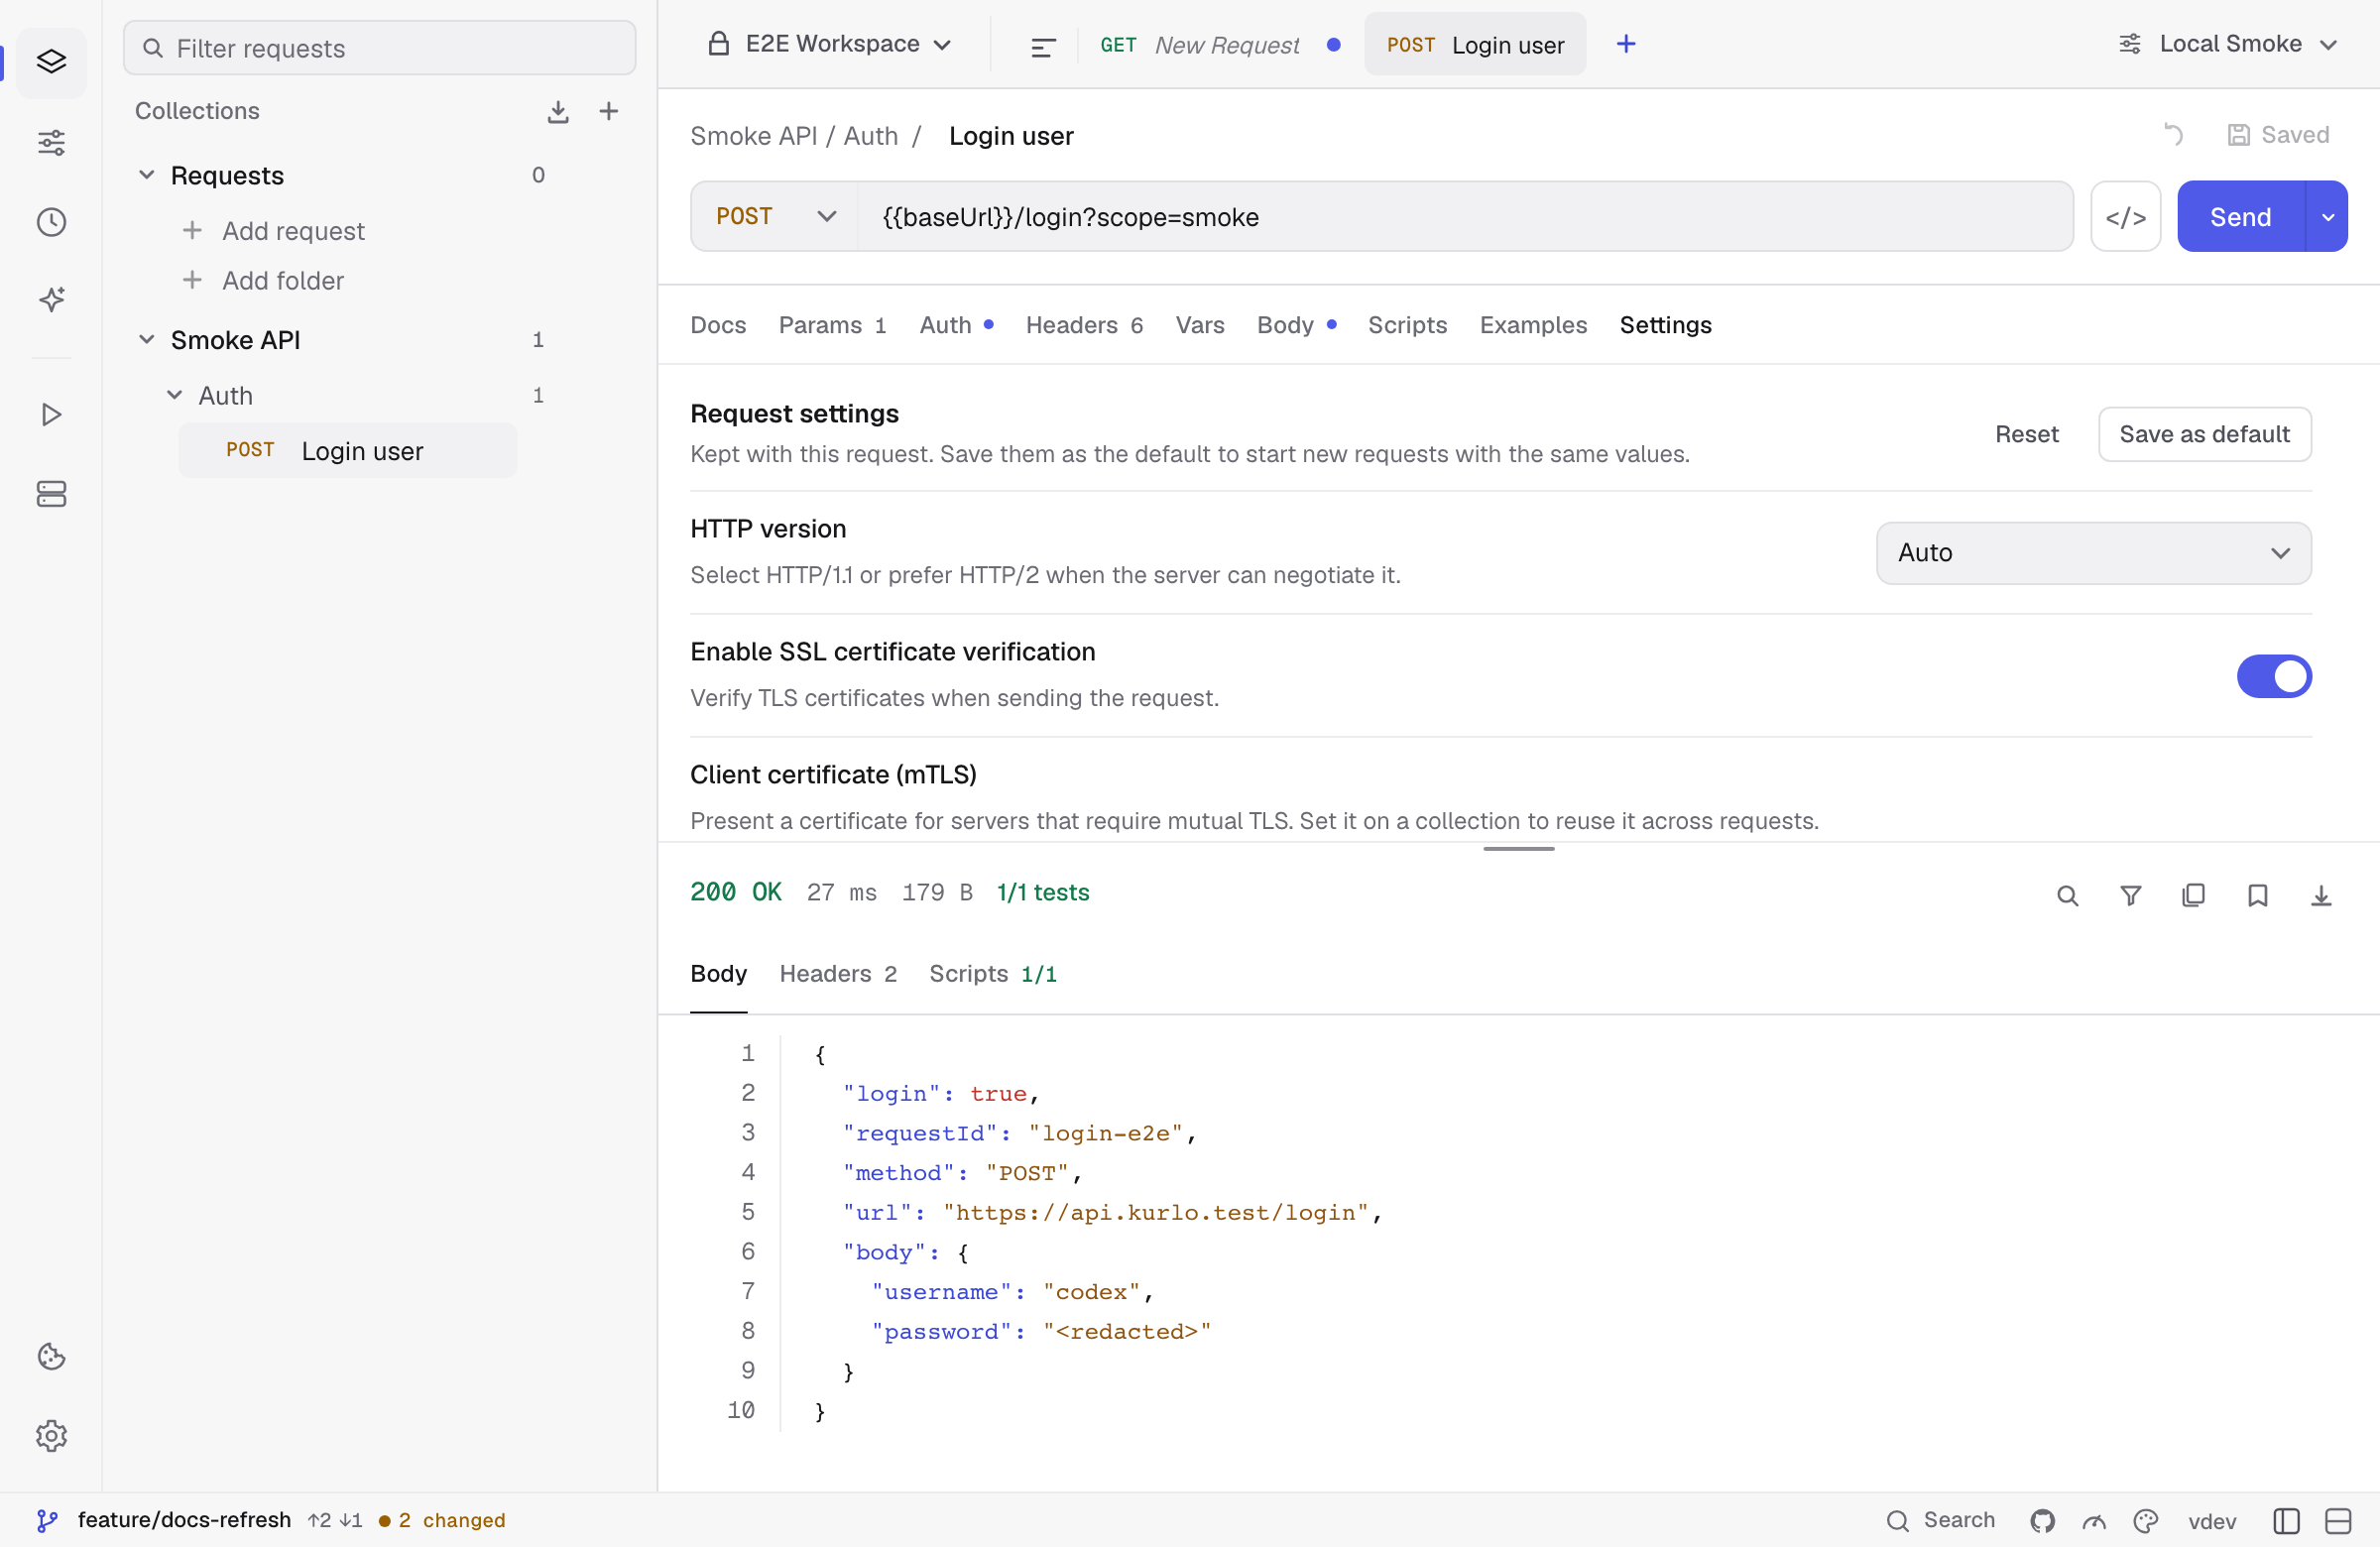 Filter requests
Collections
Requests 0
Add request
Add folder
Smoke API 1
Auth 1
POST Login user
E2E Workspace
GET New Request
POST Login user
Local Smoke
Smoke API / Auth / Login user
Saved
POST {{baseUrl}}/login?scope=smoke
</>
Send
Docs Params 1 Auth Headers 6 Vars Body Scripts Examples Settings
Request settings
Kept with this request. Save them as the default to start new requests with the same values.
Reset
Save as default
HTTP version
Select HTTP/1.1 or prefer HTTP/2 when the server can negotiate it.
Auto
Enable SSL certificate verification
Verify TLS certificates when sending the request.
Client certificate (mTLS)
Present a certificate for servers that require mutual TLS. Set it on a collection to reuse it across requests.
200 OK 27 ms 179 B 1/1 tests
Body Headers 2 Scripts 1/1
1 {
2 "login": true,
3 "requestId": "login-e2e",
4 "method": "POST",
5 "url": "https://api.kurlo.test/login",
6 "body": {
7 "username": "codex",
8 "password": "<redacted>"
9 }
10 }
feature/docs-refresh ↑2 ↓1 2 changed
Search
vdev